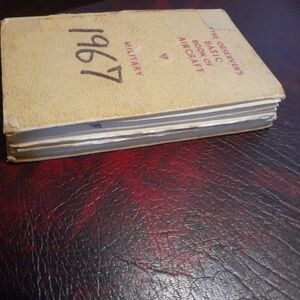 THE OBSERVER'S
BASIC
BOOK OF
AIRCRAFT
MILITARY
1967